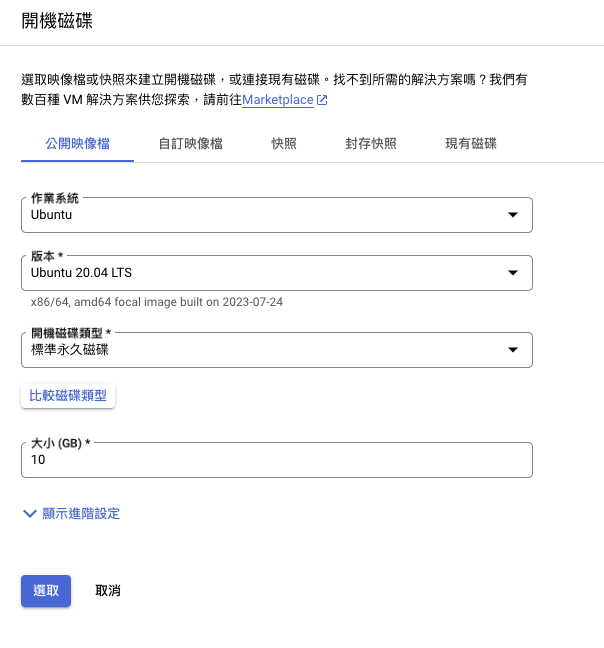 開機磁碟
選取映像檔或快照來建立開機磁碟，或連接現有磁碟。找不到所需的解決方案嗎？我們有
數百種 VM 解決方案供您探索，請前往Marketplace
公開映像檔 自訂映像檔 快照 封存快照 現有磁碟
作業系統
Ubuntu
版本 *
Ubuntu 20.04 LTS
x86/64, amd64 focal image built on 2023-07-24
開機磁碟類型 *
標準永久磁碟
比較磁碟類型
大小 (GB) *
10
顯示進階設定
選取 取消